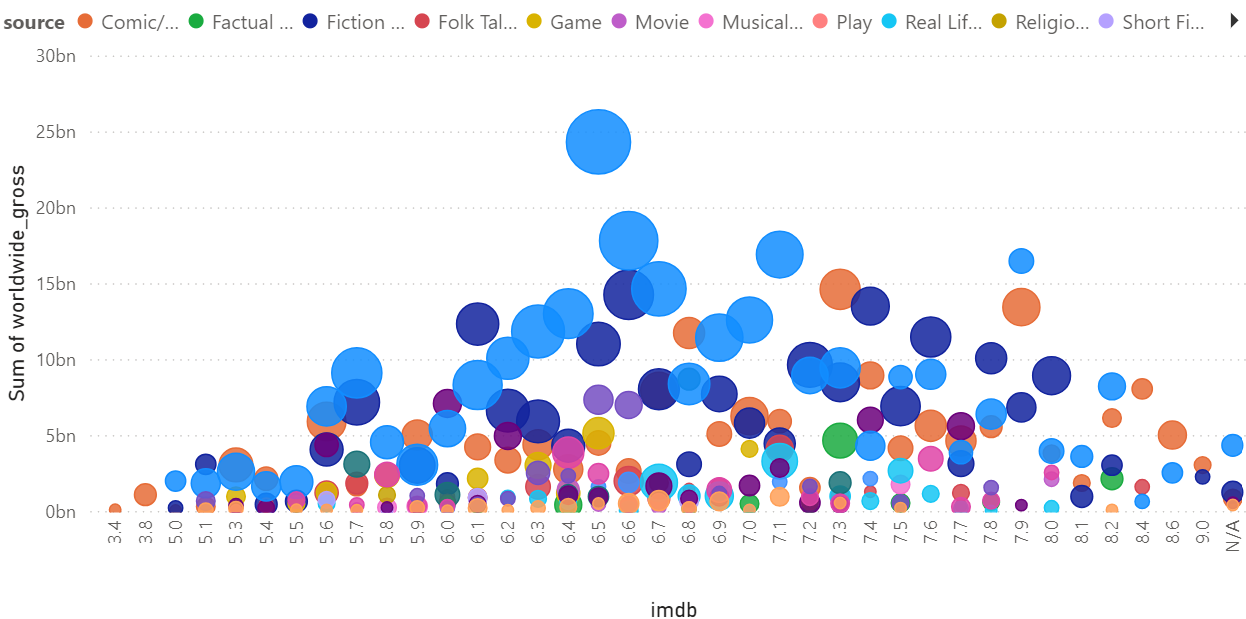 source Comic/... Factual ... Fiction ... Folk Tal... Game Movie Musical... Play Real Lif... Religio... Short Fi...
30bn
25bn
20bn
15bn
10bn
5bn
0bn
Sum of worldwide_gross
3.4 3.8 5.0 5.1 5.3 5.4 5.5 5.6 5.7 5.8 5.9 6.0 6.1 6.2 6.3 6.4 6.5 6.6 6.7 6.8 6.9 7.0 7.1 7.2 7.3 7.4 7.5 7.6 7.7 7.8 7.9 8.0 8.1 8.2 8.4 8.6 9.0 N/A
imdb